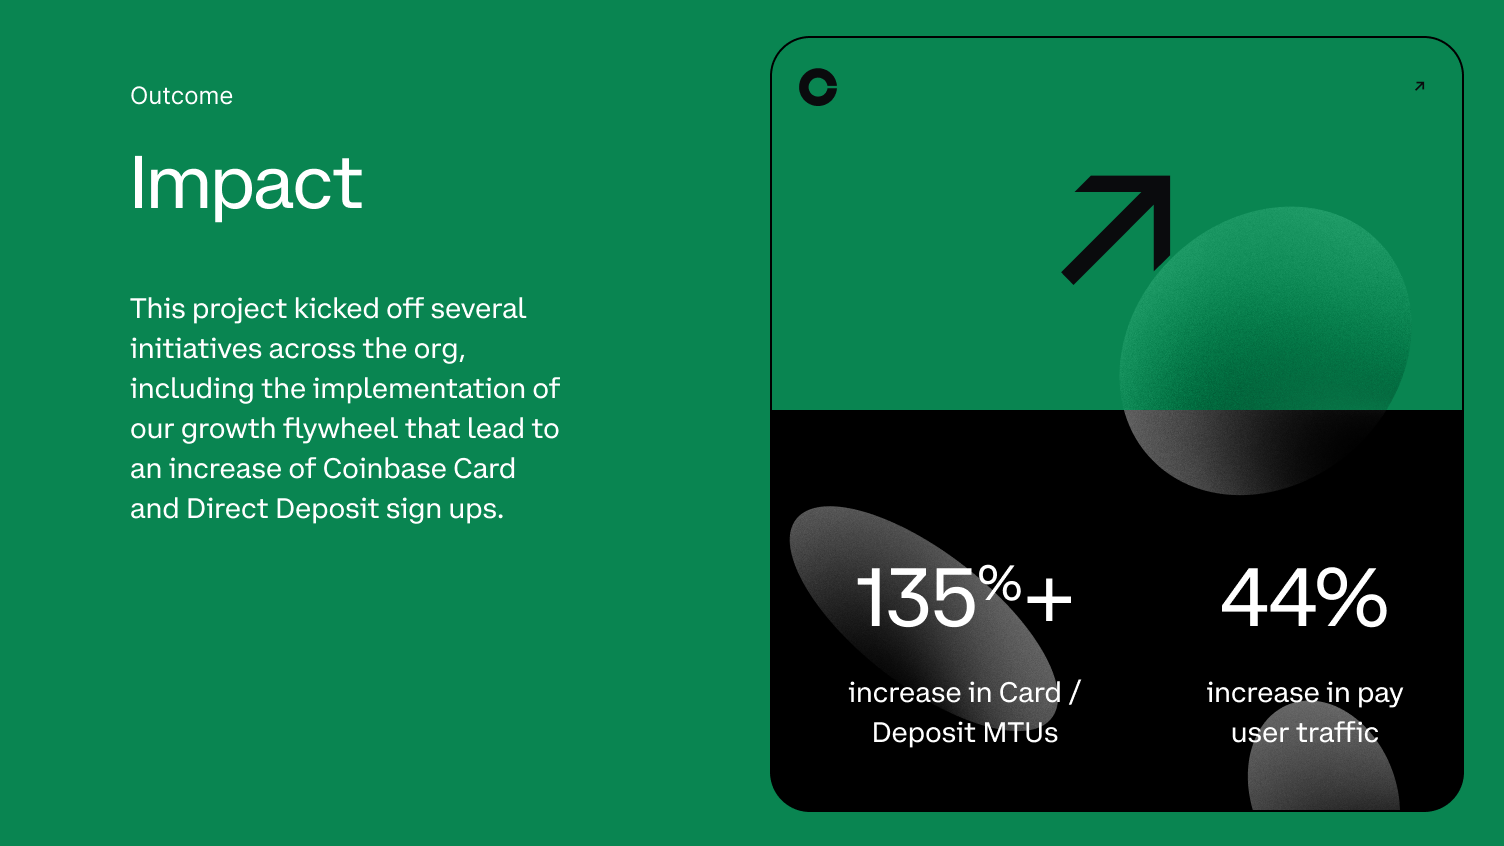 Outcome
Impact
This project kicked off several
initiatives across the org,
including the implementation of
our growth flywheel that lead to
an increase of Coinbase Card
and Direct Deposit sign ups.
135%+
increase in Card /
Deposit MTUs
44%
increase in pay
user traffic